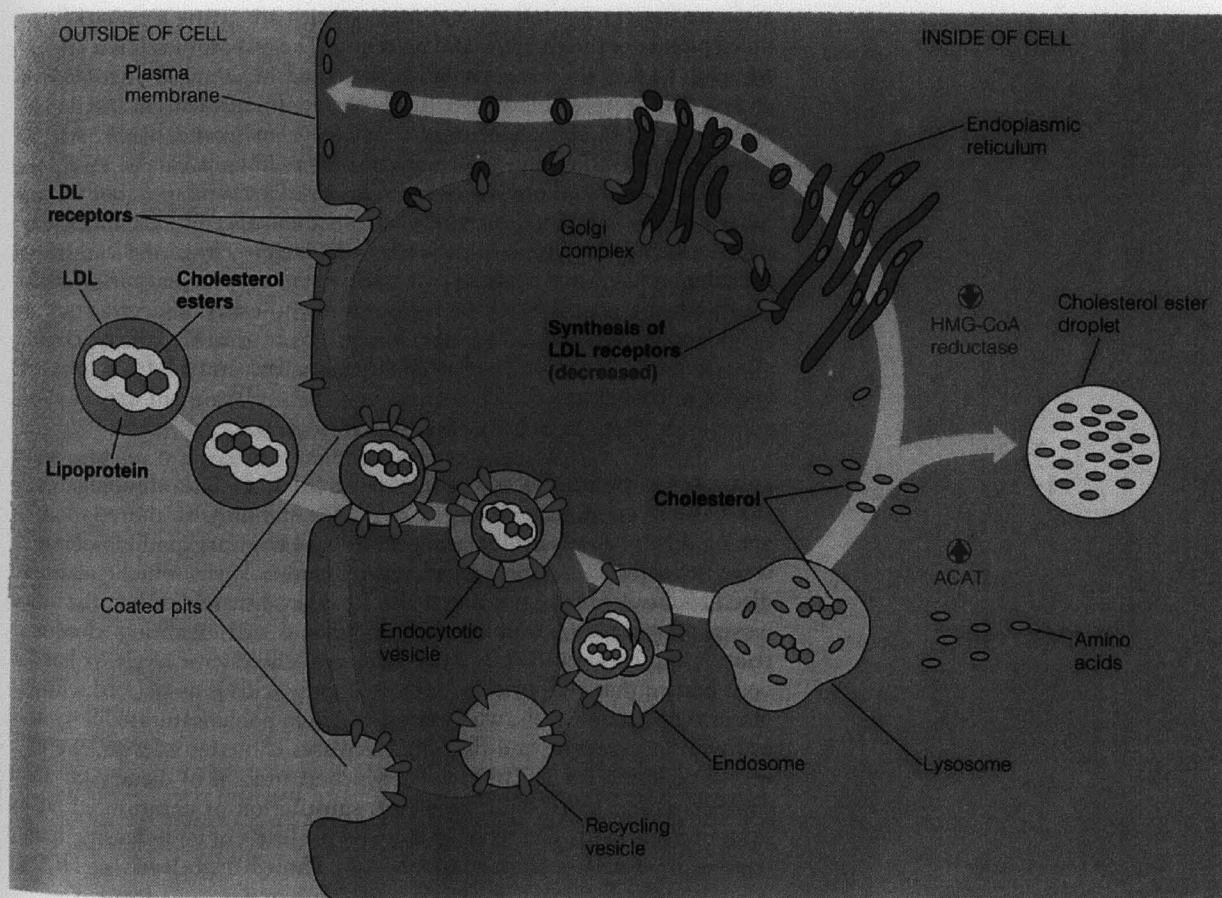 OUTSIDE OF CELL
INSIDE OF CELL
Plasma
membrane
Endoplasmic
reticulum
LDL
receptors
Golgi
complex
LDL
Cholesterol
esters
Synthesis of
LDL receptors
(decreased)
HMG-CoA
reductase
Cholesterol ester
droplet
Lipoprotein
Cholesterol
ACAT
Coated pits
Endocytotic
vesicle
Amino
acids
Endosome
Lysosome
Recycling
vesicle